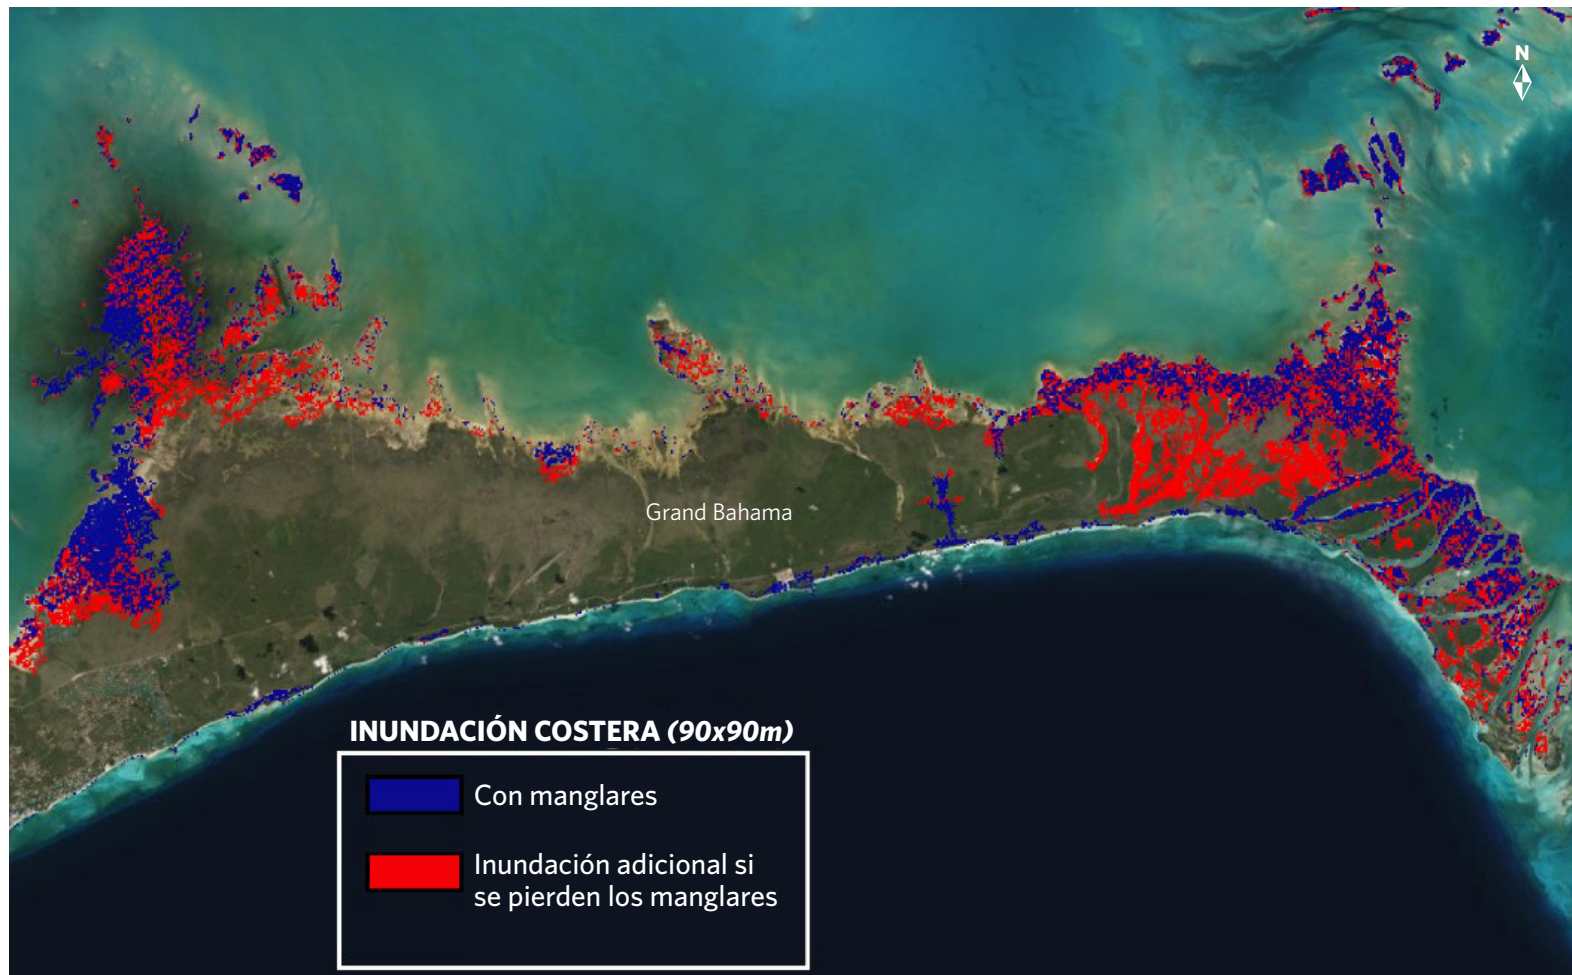 N
Grand Bahama
INUNDACIÓN COSTERA (90x90m)
Con manglares
Inundación adicional si
se pierden los manglares